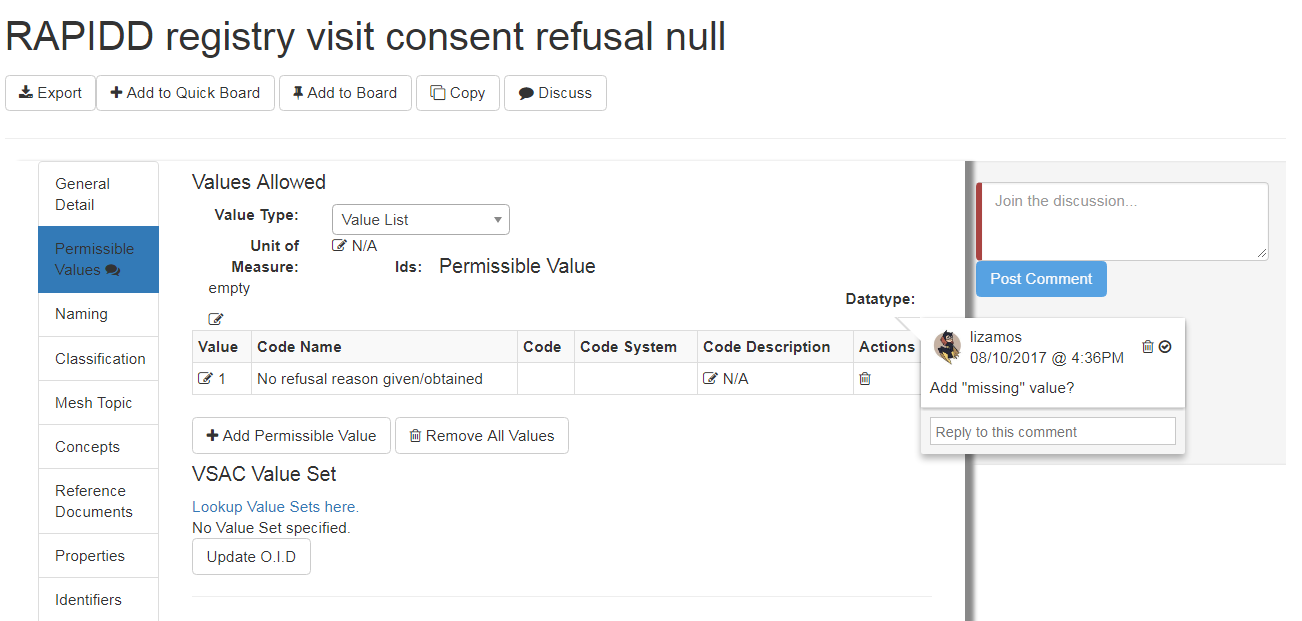 RAPIDD registry visit consent refusal null
Export
Add to Quick Board
Add to Board
Copy
Discuss
General
Detail
Permissible
Values
Naming
Classification
Mesh Topic
Concepts
Reference
Documents
Properties
Identifiers
Values Allowed
Value Type:
Value List
Unit of
Measure:
N/A
Ids:
Permissible Value
empty
Datatype:
Value Code Name Code Code System Code Description Actions
1 No refusal reason given/obtained N/A
Add Permissible Value
Remove All Values
VSAC Value Set
Lookup Value Sets here.
No Value Set specified.
Update O.I.D
Join the discussion...
Post Comment
lizamos
08/10/2017 @ 4:36PM
Add "missing" value?
Reply to this comment